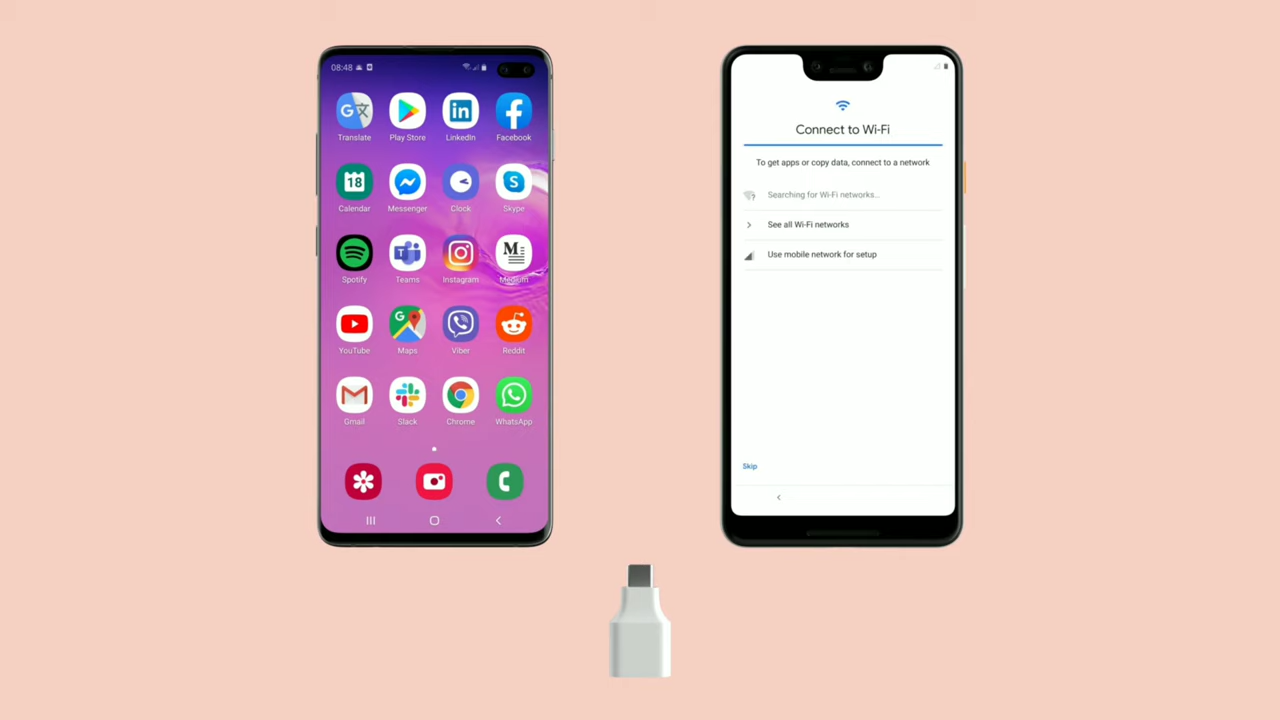 08:48
Translate
Play Store
LinkedIn
Facebook
18
Calendar
Messenger
Clock
Skype
Spotify
Teams
Instagram
Medium
YouTube
Maps
Viber
Reddit
Gmail
Slack
Chrome
WhatsApp
Connect to Wi-Fi
To get apps or copy data, connect to a network
Searching for Wi-Fi networks...
See all Wi-Fi networks
Use mobile network for setup
Skip